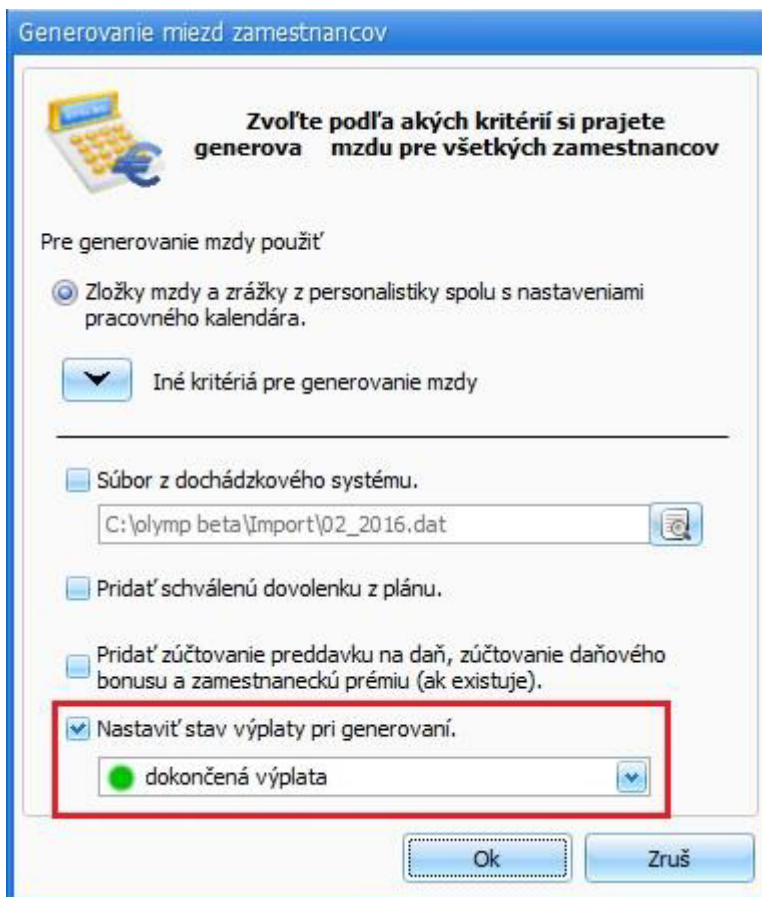 Generovanie miezd zamestnancov
Zvoľte podľa akých kritérií si prajete
generova mzdu pre všetkých zamestnancov
Pre generovanie mzdy použiť
Zložky mzdy a zrážky z personalistiky spolu s nastaveniami
pracovného kalendára.
Iné kritériá pre generovanie mzdy
Súbor z dochádzkového systému.
C:\olymp beta\Import\02_2016.dat
Pridať schválenú dovolenku z plánu.
Pridať zúčtovanie preddavku na daň, zúčtovanie daňového
bonusu a zamestnaneckú prémiu (ak existuje).
Nastaviť stav výplaty pri generovaní.
dokončená výplata
Ok
Zruš